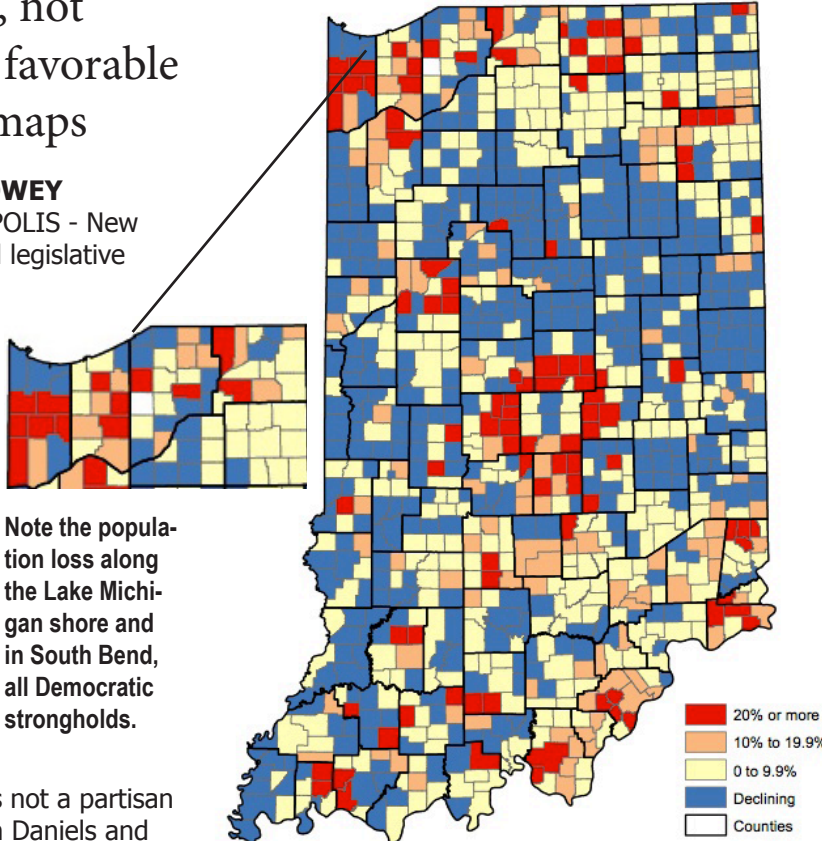 , not
favorable
maps
WEY
POLIS - New
legislative
Note the popula-
tion loss along
the Lake Michi-
gan shore and
in South Bend,
all Democratic
strongholds.
20% or more
10% to 19.9%
0 to 9.9%
Declining
Counties
s not a partisan
Daniels and